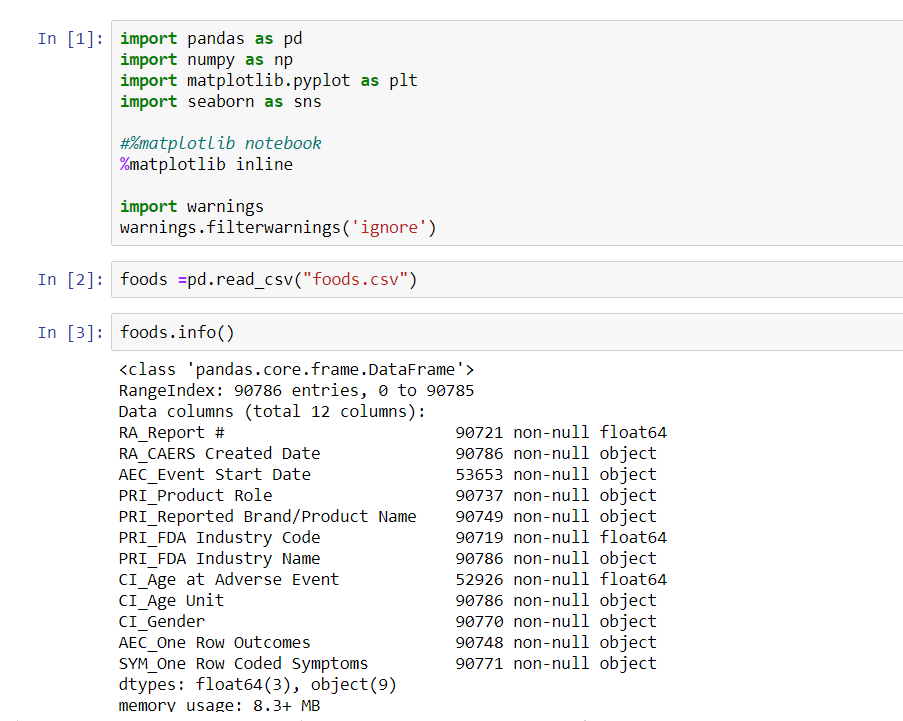 In [1]: import pandas as pd
import numpy as np
import matplotlib.pyplot as plt
import seaborn as sns
#%matplotlib notebook
%matplotlib inline
import warnings
warnings.filterwarnings('ignore')
In [2]: foods =pd.read_csv("foods.csv")
In [3]: foods.info()
<class 'pandas.core.frame.DataFrame'>
RangeIndex: 90786 entries, 0 to 90785
Data columns (total 12 columns):
RA_Report # 90721 non-null float64
RA_CAERS Created Date 90786 non-null object
AEC_Event Start Date 53653 non-null object
PRI_Product Role 90737 non-null object
PRI_Reported Brand/Product Name 90749 non-null object
PRI_FDA Industry Code 90719 non-null float64
PRI_FDA Industry Name 90786 non-null object
CI_Age at Adverse Event 52926 non-null float64
CI_Age Unit 90786 non-null object
CI_Gender 90770 non-null object
AEC_One Row Outcomes 90748 non-null object
SYM_One Row Coded Symptoms 90771 non-null object
dtypes: float64(3), object(9)
memory usage: 8.3+ MB